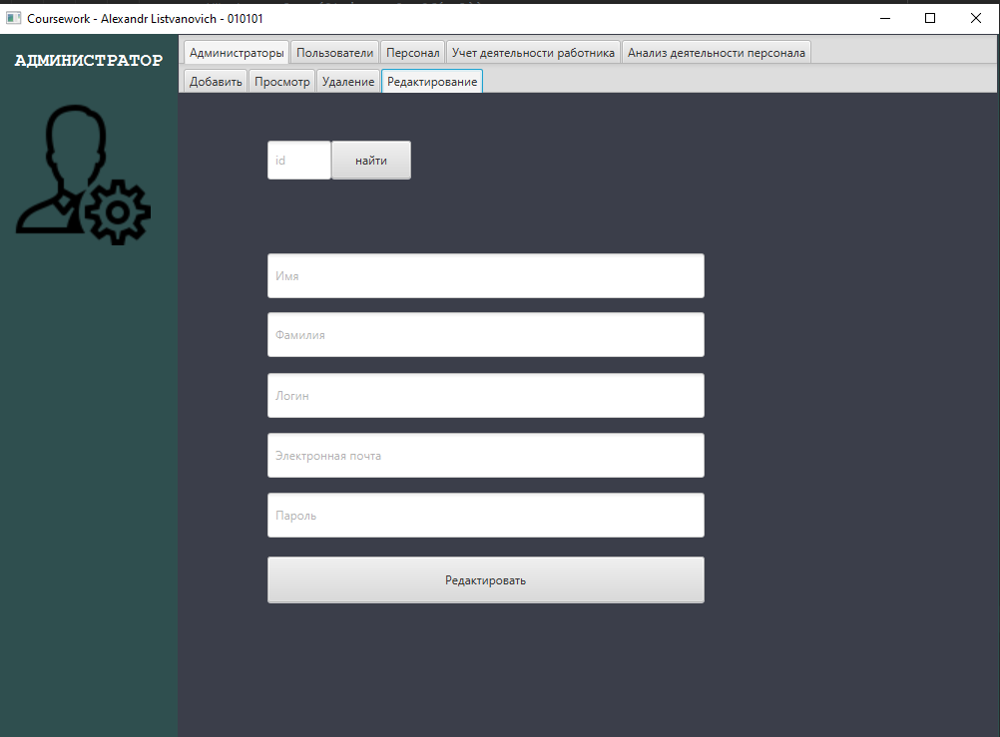 Coursework - Alexandr Listvanovich - 010101
АДМИНИСТРАТОР
Администраторы Пользователи Персонал Учет деятельности работника Анализ деятельности персонала
Добавить Просмотр Удаление Редактирование
id найти
Имя
Фамилия
Логин
Электронная почта
Пароль
Редактировать